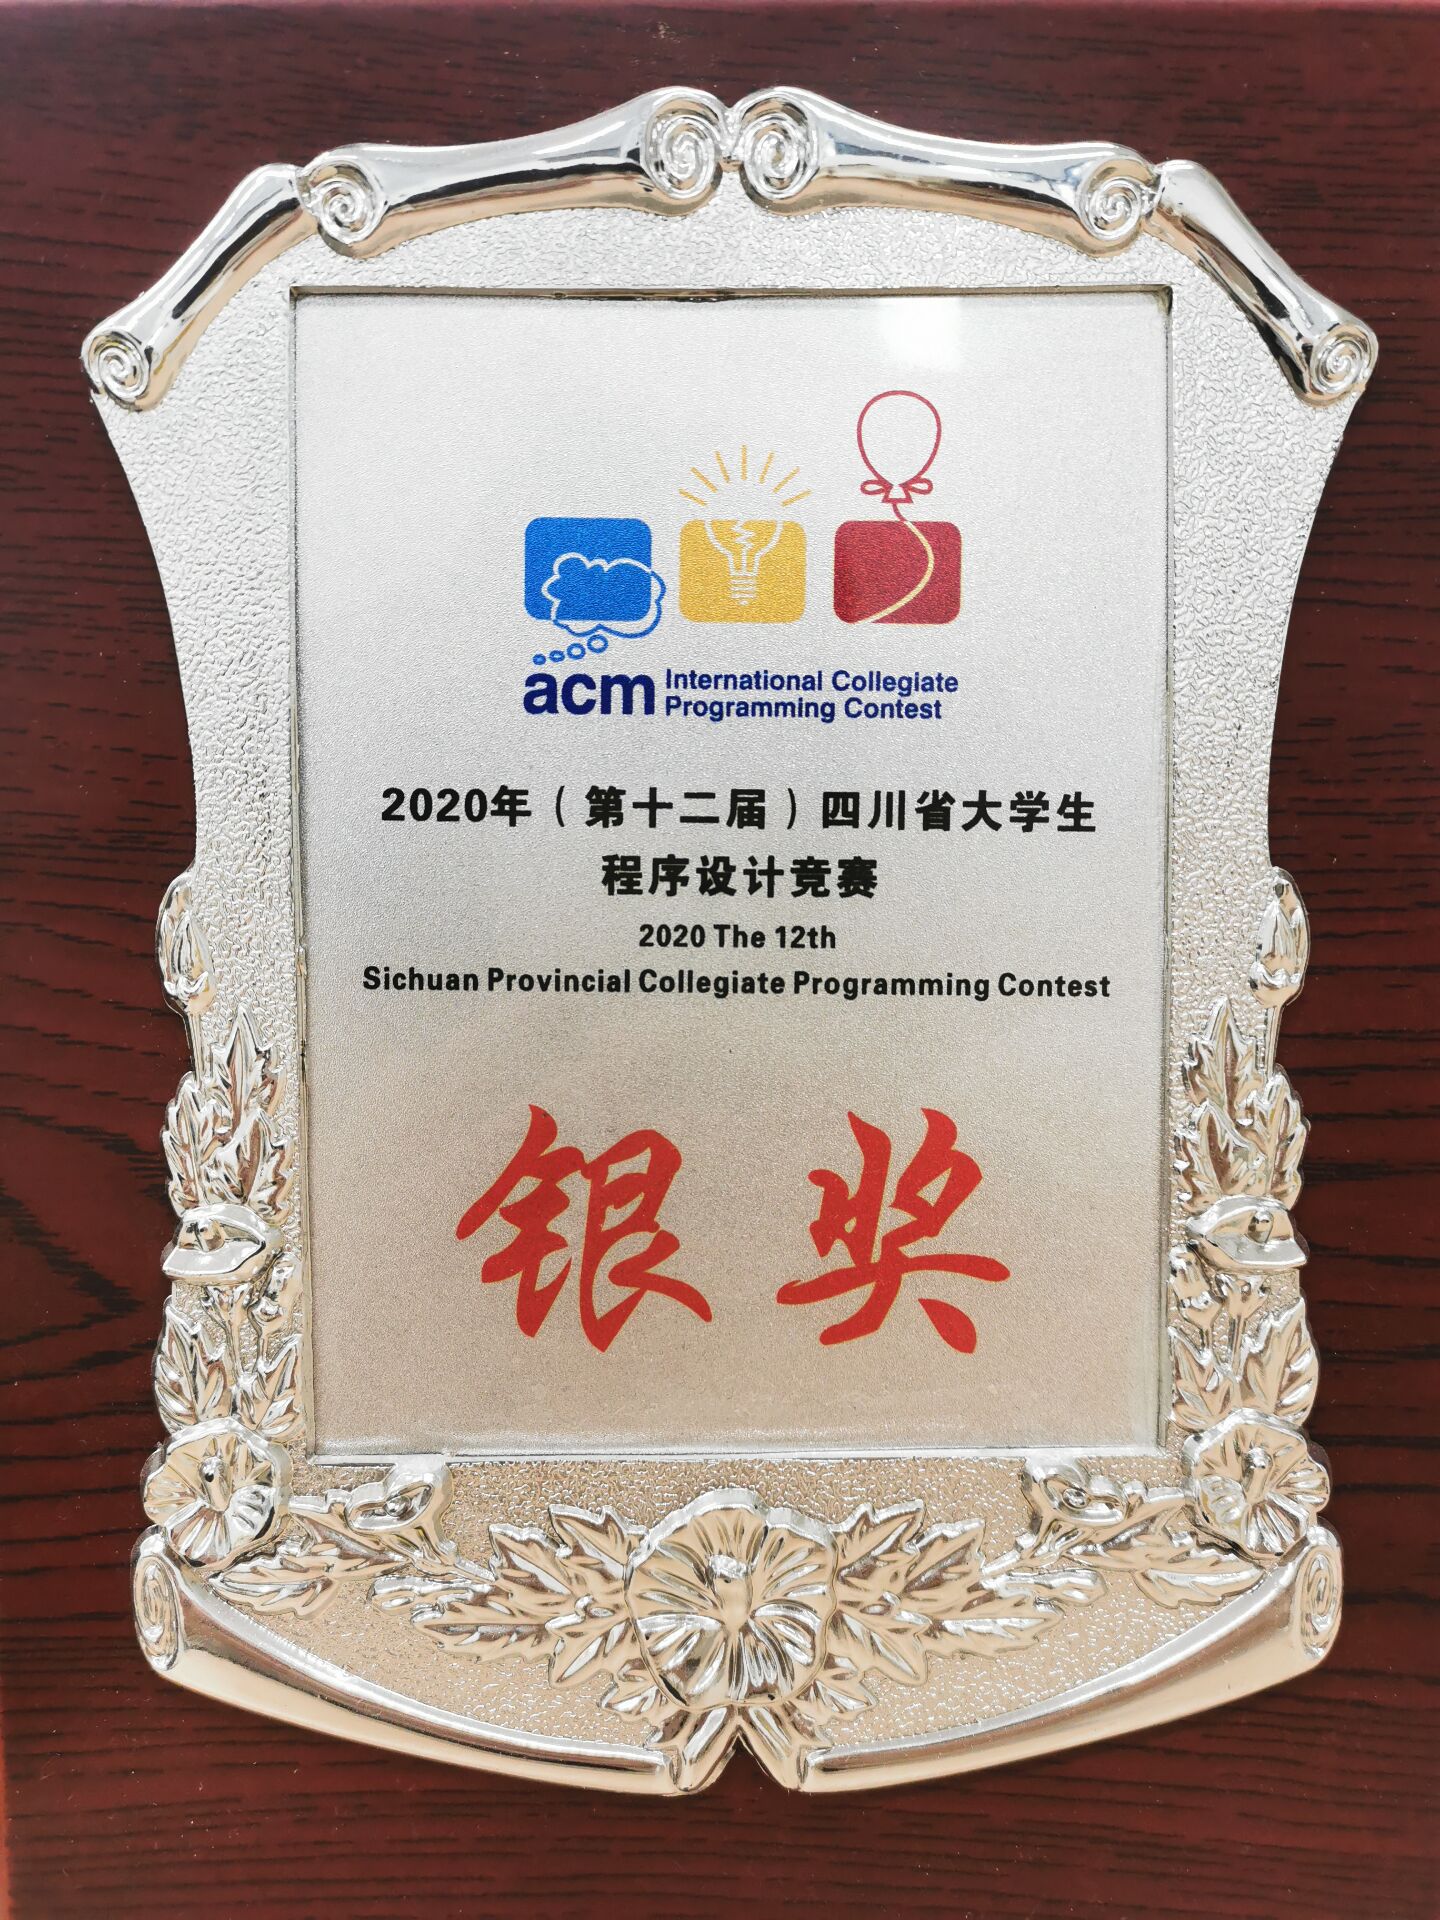 acm International Collegiate
Programming Contest
2020年（第十二届）四川省大学生
程序设计竞赛
2020 The 12th
Sichuan Provincial Collegiate Programming Contest
银奖